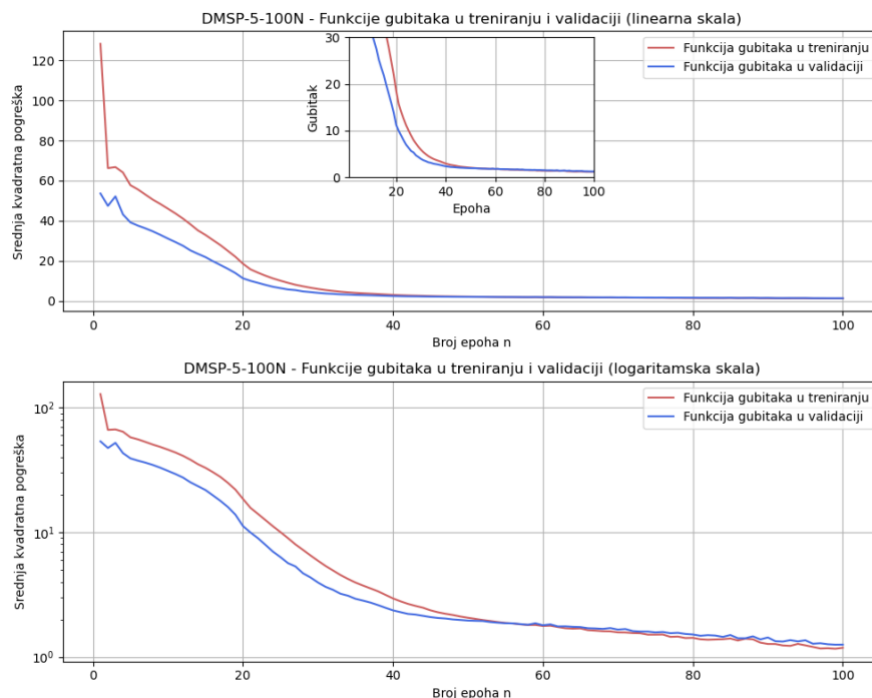 DMSP-5-100N - Funkcije gubitaka u treniranju i validaciji (linearna skala)
Srednja kvadratna pogreška
120
100
80
60
40
20
0
Funkcija gubitaka u treniranju
Funkcija gubitaka u validaciji
Gubitak
30
20
10
0
20 40 60 80 100
Epoha
0 20 40 60 80 100
Broj epoha n
DMSP-5-100N - Funkcije gubitaka u treniranju i validaciji (logaritamska skala)
Srednja kvadratna pogreška
10²
10¹
10⁰
Funkcija gubitaka u treniranju
Funkcija gubitaka u validaciji
0 20 40 60 80 100
Broj epoha n